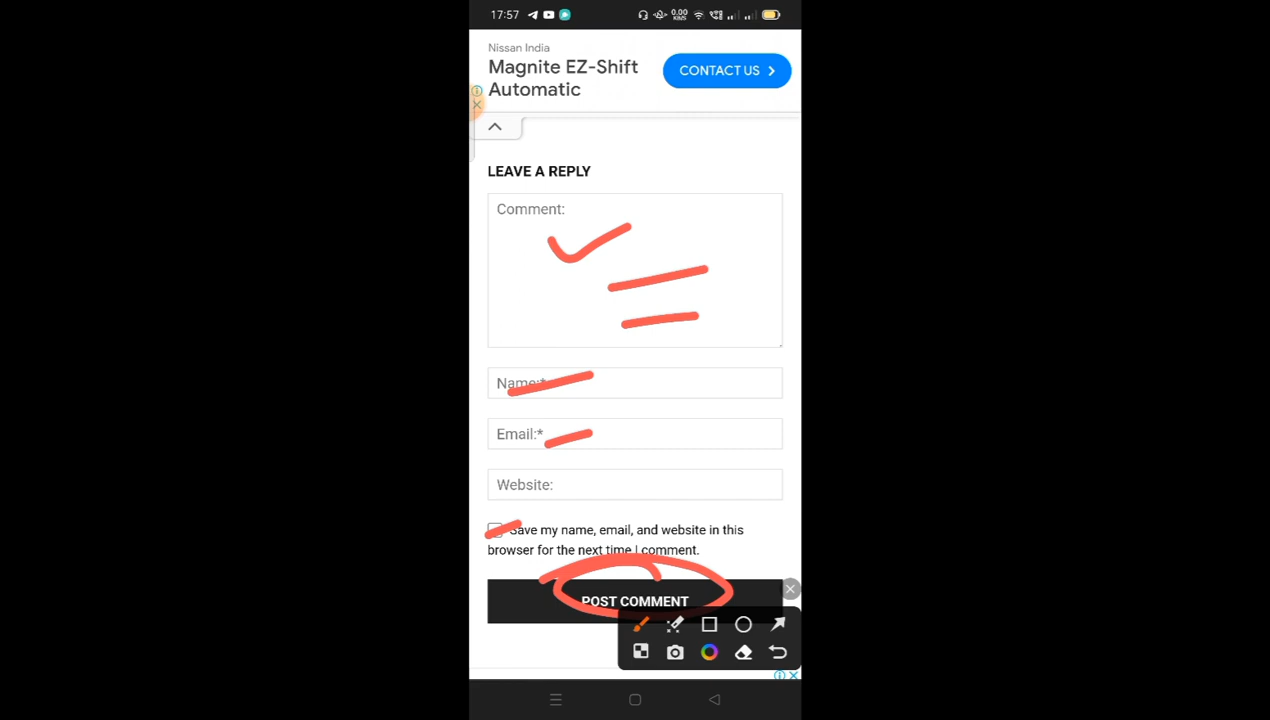 17:57
0.00
KB/S
Nissan India
Magnite EZ-Shift
Automatic
CONTACT US
LEAVE A REPLY
Comment:
Name:*
Email:*
Website:
Save my name, email, and website in this
browser for the next time I comment.
POST COMMENT